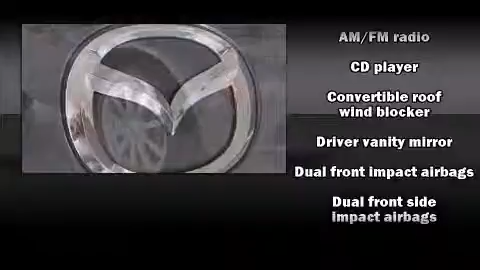 AM/FM radio
CD player
Convertible roof
wind blocker
Driver vanity mirror
Dual front impact airbags
Dual front side
impact airbags